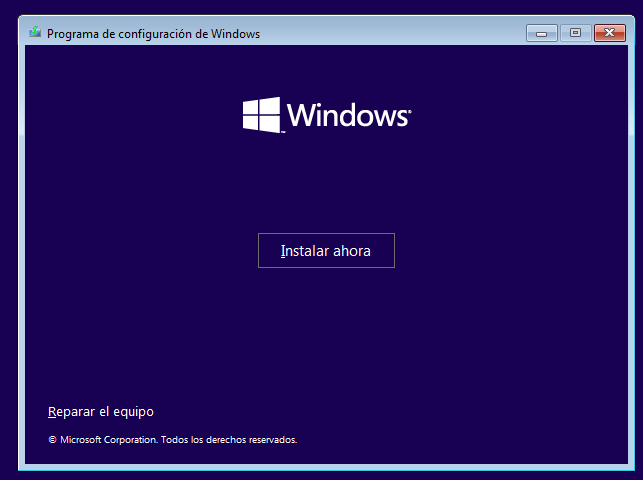 Programa de configuración de Windows
Windows
Instalar ahora
Reparar el equipo
© Microsoft Corporation. Todos los derechos reservados.